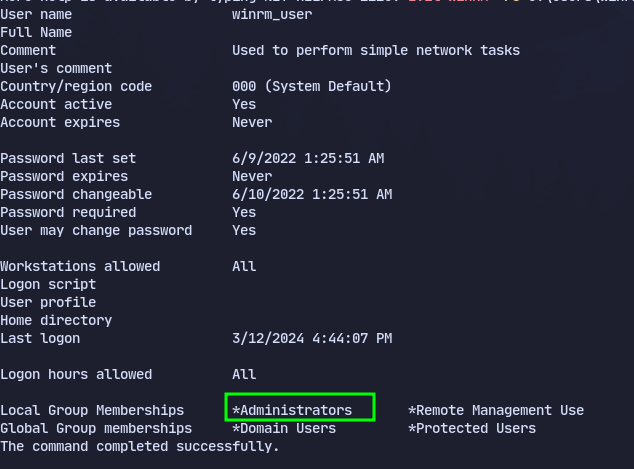 User name winrm_user
Full Name
Comment Used to perform simple network tasks
User's comment
Country/region code 000 (System Default)
Account active Yes
Account expires Never
Password last set 6/9/2022 1:25:51 AM
Password expires Never
Password changeable 6/10/2022 1:25:51 AM
Password required Yes
User may change password Yes
Workstations allowed All
Logon script
User profile
Home directory
Last logon 3/12/2024 4:44:07 PM
Logon hours allowed All
Local Group Memberships *Administrators *Remote Management Use
Global Group memberships *Domain Users *Protected Users
The command completed successfully.